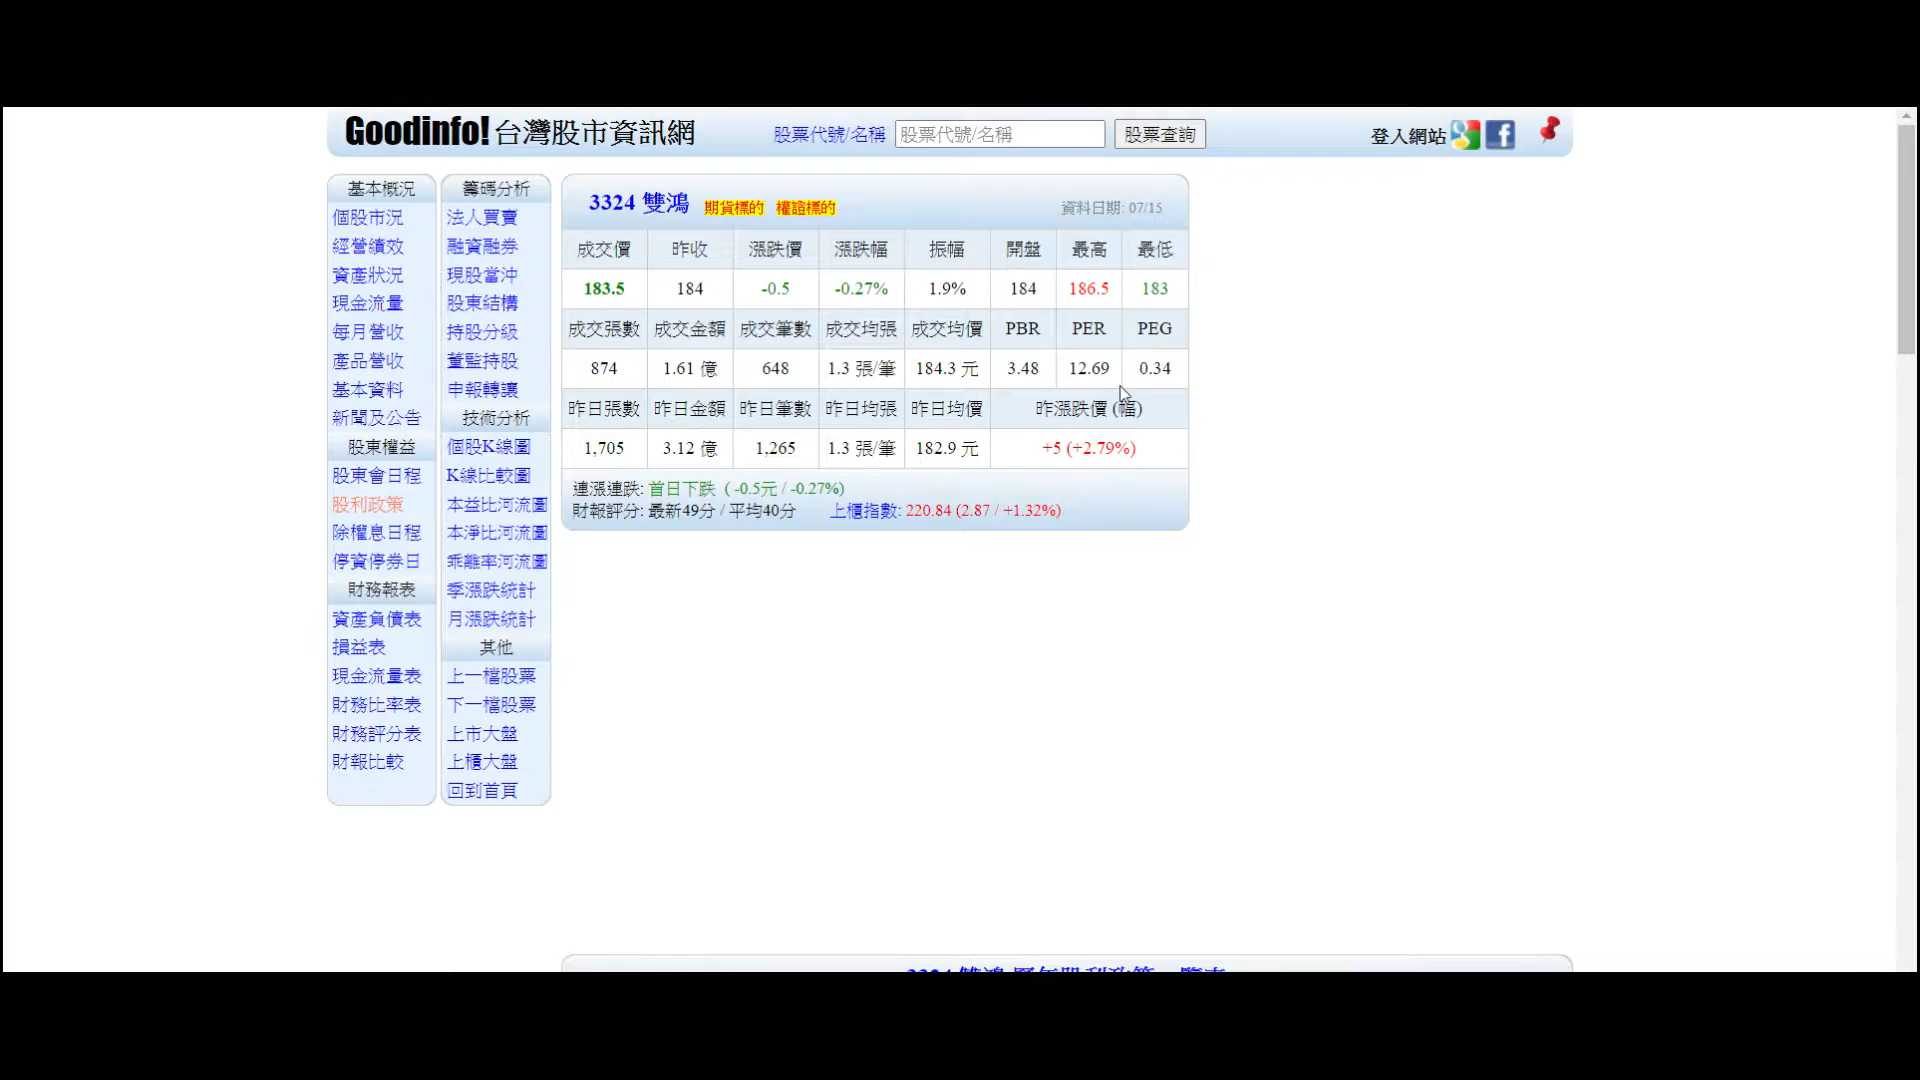 Goodinfo! 台灣股市資訊網 股票代號/名稱 股票代號/名稱 股票查詢 登入網站
基本概況
個股市況
經營績效
資產狀況
現金流量
每月營收
產品營收
基本資料
新聞及公告
股東權益
股東會日程
股利政策
除權息日程
停資停券日
財務報表
資產負債表
損益表
現金流量表
財務比率表
財務評分表
財報比較
籌碼分析
法人買賣
融資融券
現股當沖
股東結構
持股分級
董監持股
申報轉讓
技術分析
個股K線圖
K線比較圖
本益比河流圖
本淨比河流圖
乖離率河流圖
季漲跌統計
月漲跌統計
其他
上一檔股票
下一檔股票
上市大盤
上櫃大盤
回到首頁
3324 雙鴻 期貨標的 權證標的 資料日期: 07/15
成交價 昨收 漲跌價 漲跌幅 振幅 開盤 最高 最低
183.5 184 -0.5 -0.27% 1.9% 184 186.5 183
成交張數 成交金額 成交筆數 成交均張 成交均價 PBR PER PEG
874 1.61 億 648 1.3 張/筆 184.3 元 3.48 12.69 0.34
昨日張數 昨日金額 昨日筆數 昨日均張 昨日均價 昨漲跌價 (幅)
1,705 3.12 億 1,265 1.3 張/筆 182.9 元 +5 (+2.79%)
連漲連跌: 首日下跌 ( -0.5元 / -0.27%)
財報評分: 最新49分 / 平均40分 上櫃指數: 220.84 (2.87 / +1.32%)